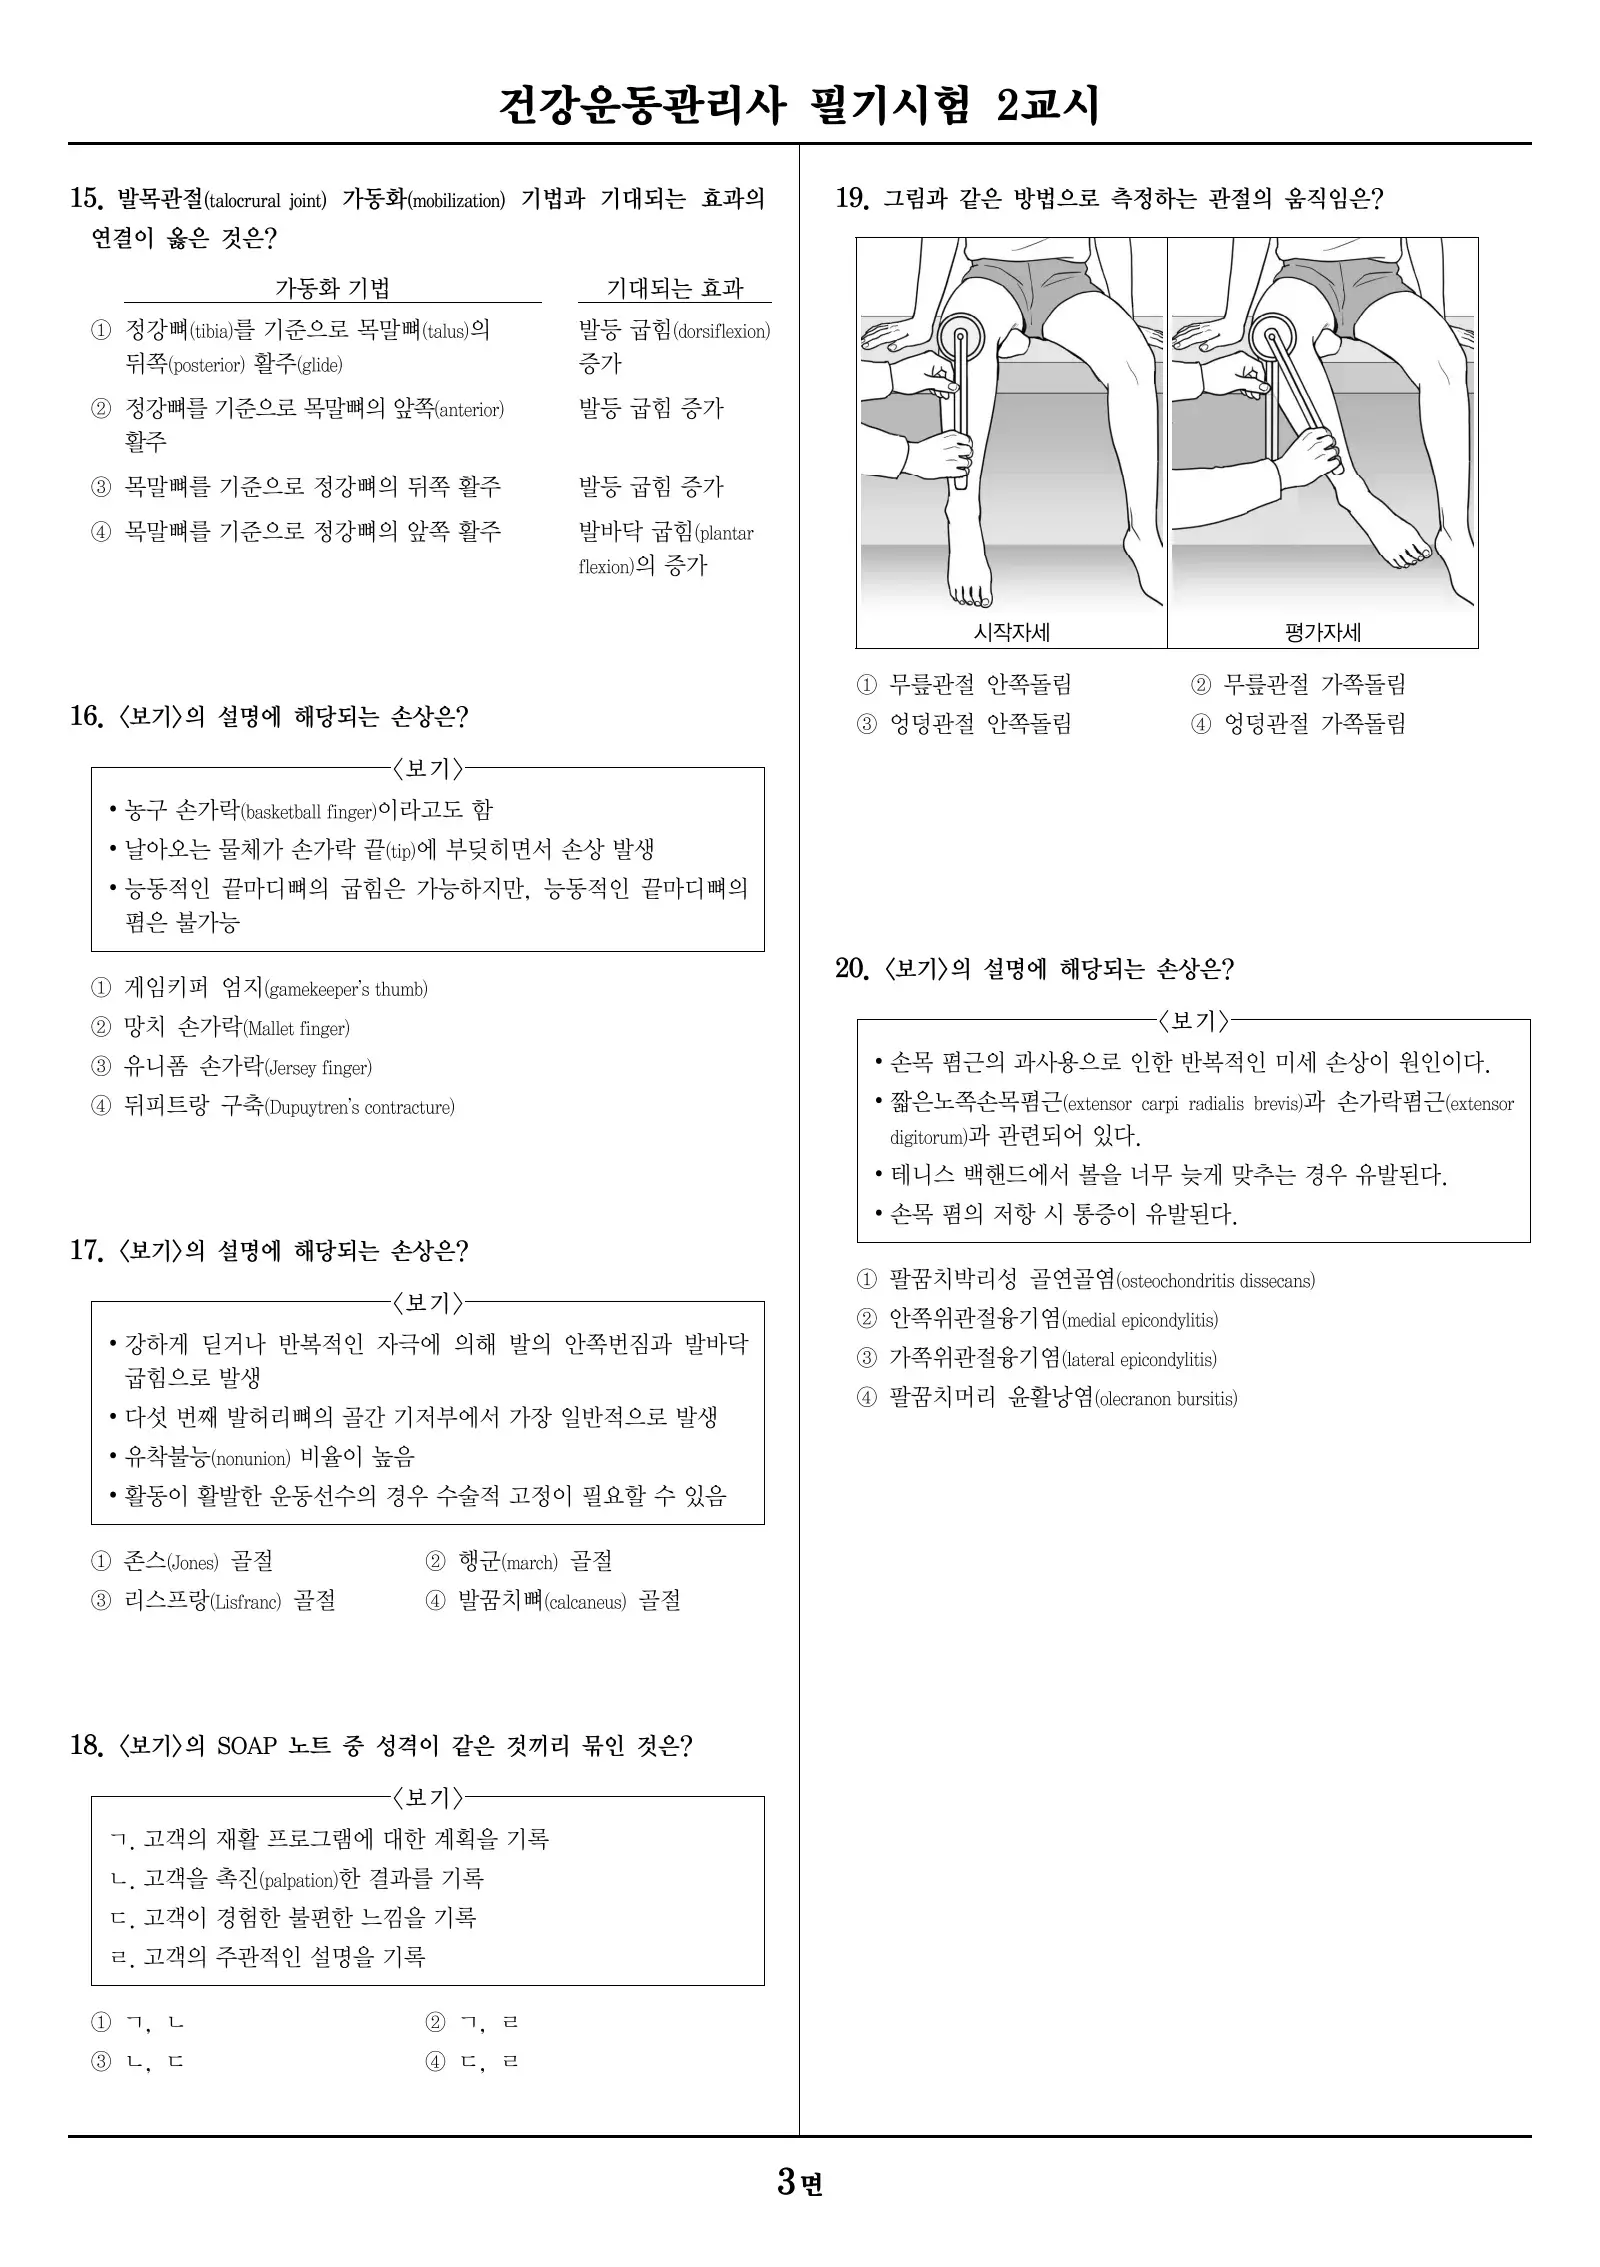 건강운동관리사 필기시험 2교시
15. 발목관절(talocrural joint) 가동화(mobilization) 기법과 기대되는 효과의
연결이 옳은 것은?
가동화 기법 기대되는 효과
① 정강뼈(tibia)를 기준으로 목말뼈(talus)의 발등 굽힘(dorsiflexion)
뒤쪽(posterior) 활주(glide) 증가
② 정강뼈를 기준으로 목말뼈의 앞쪽(anterior) 발등 굽힘 증가
활주
③ 목말뼈를 기준으로 정강뼈의 뒤쪽 활주 발등 굽힘 증가
④ 목말뼈를 기준으로 정강뼈의 앞쪽 활주 발바닥 굽힘(plantar
flexion)의 증가
16. 〈보기〉의 설명에 해당되는 손상은?
〈보기〉
• 농구 손가락(basketball finger)이라고도 함
• 날아오는 물체가 손가락 끝(tip)에 부딪히면서 손상 발생
• 능동적인 끝마디뼈의 굽힘은 가능하지만, 능동적인 끝마디뼈의
폄은 불가능
① 게임키퍼 엄지(gamekeeper's thumb)
② 망치 손가락(Mallet finger)
③ 유니폼 손가락(Jersey finger)
④ 뒤피트랑 구축(Dupuytren's contracture)
17. 〈보기〉의 설명에 해당되는 손상은?
〈보기〉
• 강하게 딛거나 반복적인 자극에 의해 발의 안쪽번짐과 발바닥
굽힘으로 발생
• 다섯 번째 발허리뼈의 골간 기저부에서 가장 일반적으로 발생
• 유착불능(nonunion) 비율이 높음
• 활동이 활발한 운동선수의 경우 수술적 고정이 필요할 수 있음
① 존스(Jones) 골절 ② 행군(march) 골절
③ 리스프랑(Lisfranc) 골절 ④ 발꿈치뼈(calcaneus) 골절
18. 〈보기〉의 SOAP 노트 중 성격이 같은 것끼리 묶인 것은?
〈보기〉
ㄱ. 고객의 재활 프로그램에 대한 계획을 기록
ㄴ. 고객을 촉진(palpation)한 결과를 기록
ㄷ. 고객이 경험한 불편한 느낌을 기록
ㄹ. 고객의 주관적인 설명을 기록
① ㄱ, ㄴ ② ㄱ, ㄹ
③ ㄴ, ㄷ ④ ㄷ, ㄹ
19. 그림과 같은 방법으로 측정하는 관절의 움직임은?
시작자세 평가자세
① 무릎관절 안쪽돌림 ② 무릎관절 가쪽돌림
③ 엉덩관절 안쪽돌림 ④ 엉덩관절 가쪽돌림
20. 〈보기〉의 설명에 해당되는 손상은?
〈보기〉
• 손목 폄근의 과사용으로 인한 반복적인 미세 손상이 원인이다.
• 짧은노쪽손목폄근(extensor carpi radialis brevis)과 손가락폄근(extensor
digitorum)과 관련되어 있다.
• 테니스 백핸드에서 볼을 너무 늦게 맞추는 경우 유발된다.
• 손목 폄의 저항 시 통증이 유발된다.
① 팔꿈치박리성 골연골염(osteochondritis dissecans)
② 안쪽위관절융기염(medial epicondylitis)
③ 가쪽위관절융기염(lateral epicondylitis)
④ 팔꿈치머리 윤활낭염(olecranon bursitis)
3면